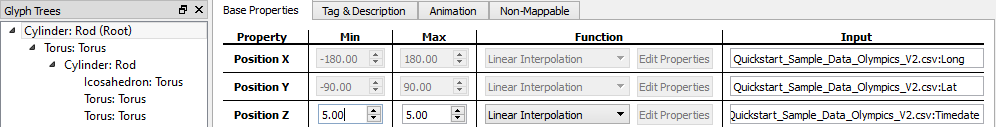 Glyph Trees
Cylinder: Rod (Root)
Torus: Torus
Cylinder: Rod
Icosahedron: Torus
Torus: Torus
Torus: Torus
Base Properties Tag & Description Animation Non-Mappable
Property Min Max Function Input
Position X -180.00 180.00 Linear Interpolation Edit Properties Quickstart_Sample_Data_Olympics_V2.csv:Long
Position Y -90.00 90.00 Linear Interpolation Edit Properties Quickstart_Sample_Data_Olympics_V2.csv:Lat
Position Z 5.00 5.00 Linear Interpolation Edit Properties Quickstart_Sample_Data_Olympics_V2.csv:Timedate